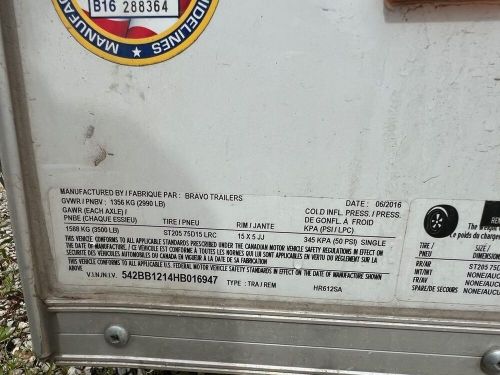 B16 288364
MANUFA
IDELINES
MANUFACTURED BY / FABRIQUE PAR : BRAVO TRAILERS DATE : 06/2016
GVWR / PNBV : 1356 KG (2990 LB)
GAWR (EACH AXLE) / COLD INFL. PRESS. / PRESS.
PNBE (CHAQUE ESSIEU) TIRE / PNEU RIM / JANTE DE GONFL. À FROID
KPA (PSI / LPC)
1588 KG (3500 LB) ST205 75D15 LRC 15 X 5 JJ 345 KPA (50 PSI) SINGLE
THIS VEHICLE CONFORMS TO ALL APPLICABLE STANDARDS PRESCRIBED UNDER THE CANADIAN MOTOR VEHICLE SAFETY REGULATIONS IN EFFECT ON
THE DATE OF MANUFACTURE. / CE VÉHICULE EST CONFORME À TOUTES LES NORMES QUI LUI SONT APPLICABLES EN VERTU DU RÈGLEMENT SUR LA
SÉCURITÉ DES VÉHICULES AUTOMOBILES DU CANADA EN VIGUEUR À LA DATE DE SA FABRICATION
THIS VEHICLE CONFORMS TO ALL APPLICABLE U.S. FEDERAL MOTOR VEHICLE SAFETY STANDARDS IN EFFECT ON THE DATE OF MANUFACTURE SHOWN ABOVE.
V.I.N./N.I.V. 542BB1214HB016947 TYPE : TRA / REM HR612SA
The
Le poids du charge
TIRE / SIZE
PNEU DIMENSION
RR/AR ST205 75D
INT/INT NONE/AUC
FR/AV NONE/AUC
SPARE/DE SECOURS NONE/AUC